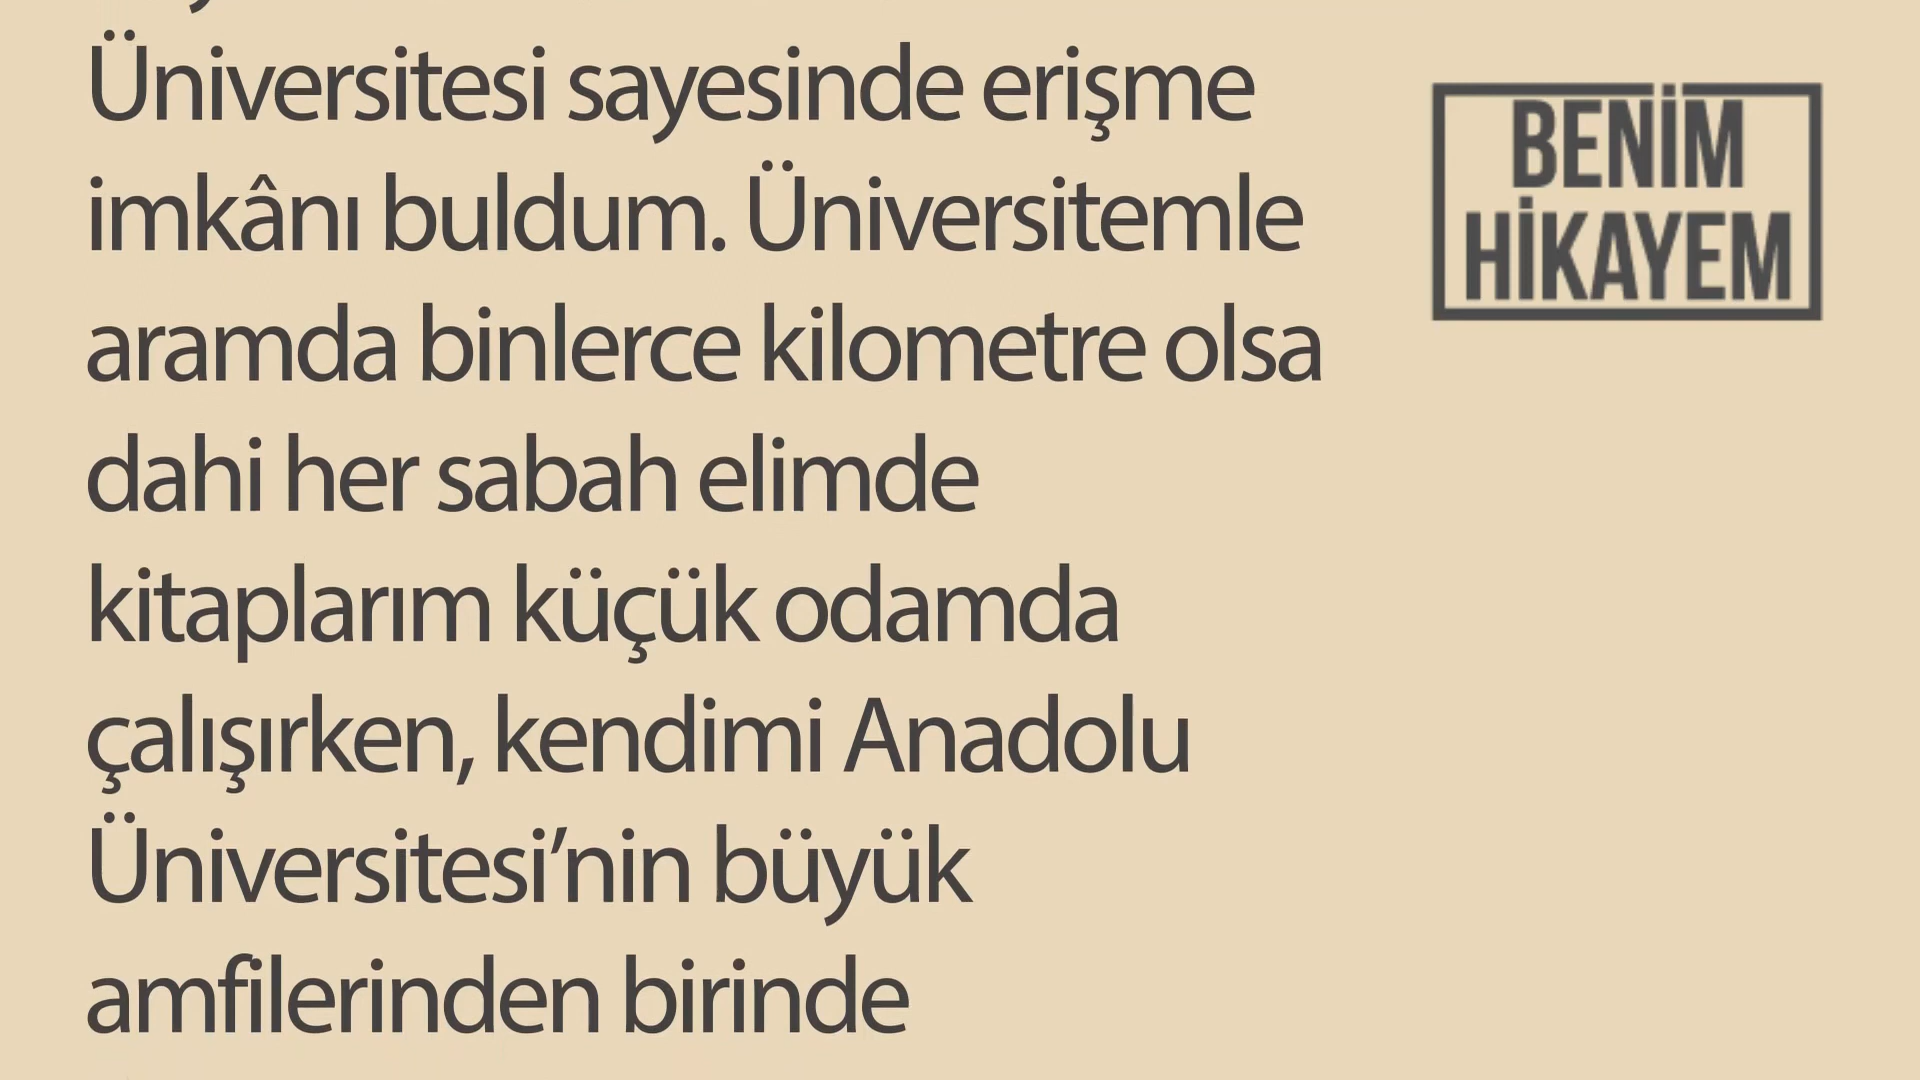 Üniversitesi sayesinde erişme
imkânı buldum. Üniversitemle
aramda binlerce kilometre olsa
dahi her sabah elimde
kitaplarım küçük odamda
çalışırken, kendimi Anadolu
Üniversitesi’nin büyük
amfilerinden birinde
BENİM
HİKAYEM